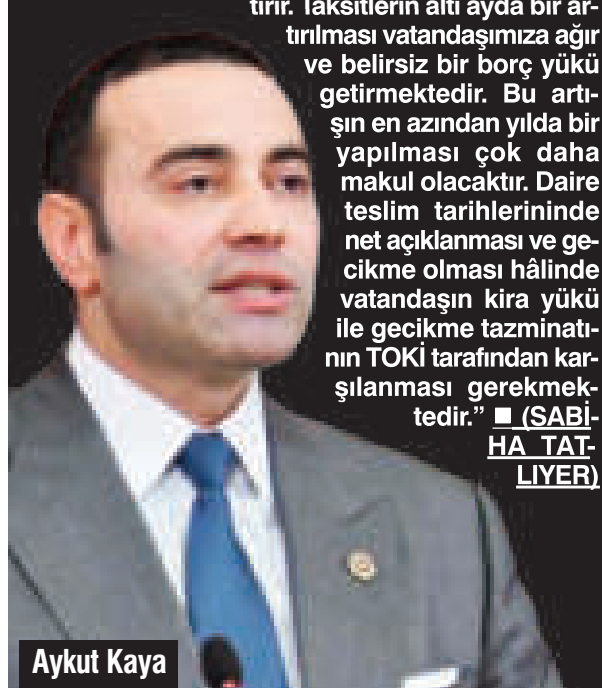 tirir. Taksitlerin altı ayda bir ar-
tırılması vatandaşımıza ağır
ve belirsiz bir borç yükü
getirmektedir. Bu artı-
şın en azından yılda bir
yapılması çok daha
makul olacaktır. Daire
teslim tarihlerininde
net açıklanması ve ge-
cikme olması hâlinde
vatandaşın kira yükü
ile gecikme tazminatı-
nın TOKİ tarafından kar-
şılanması gerekmek-
tedir.” ■ (SABİ-
HA TAT-
LIYER)
Aykut Kaya